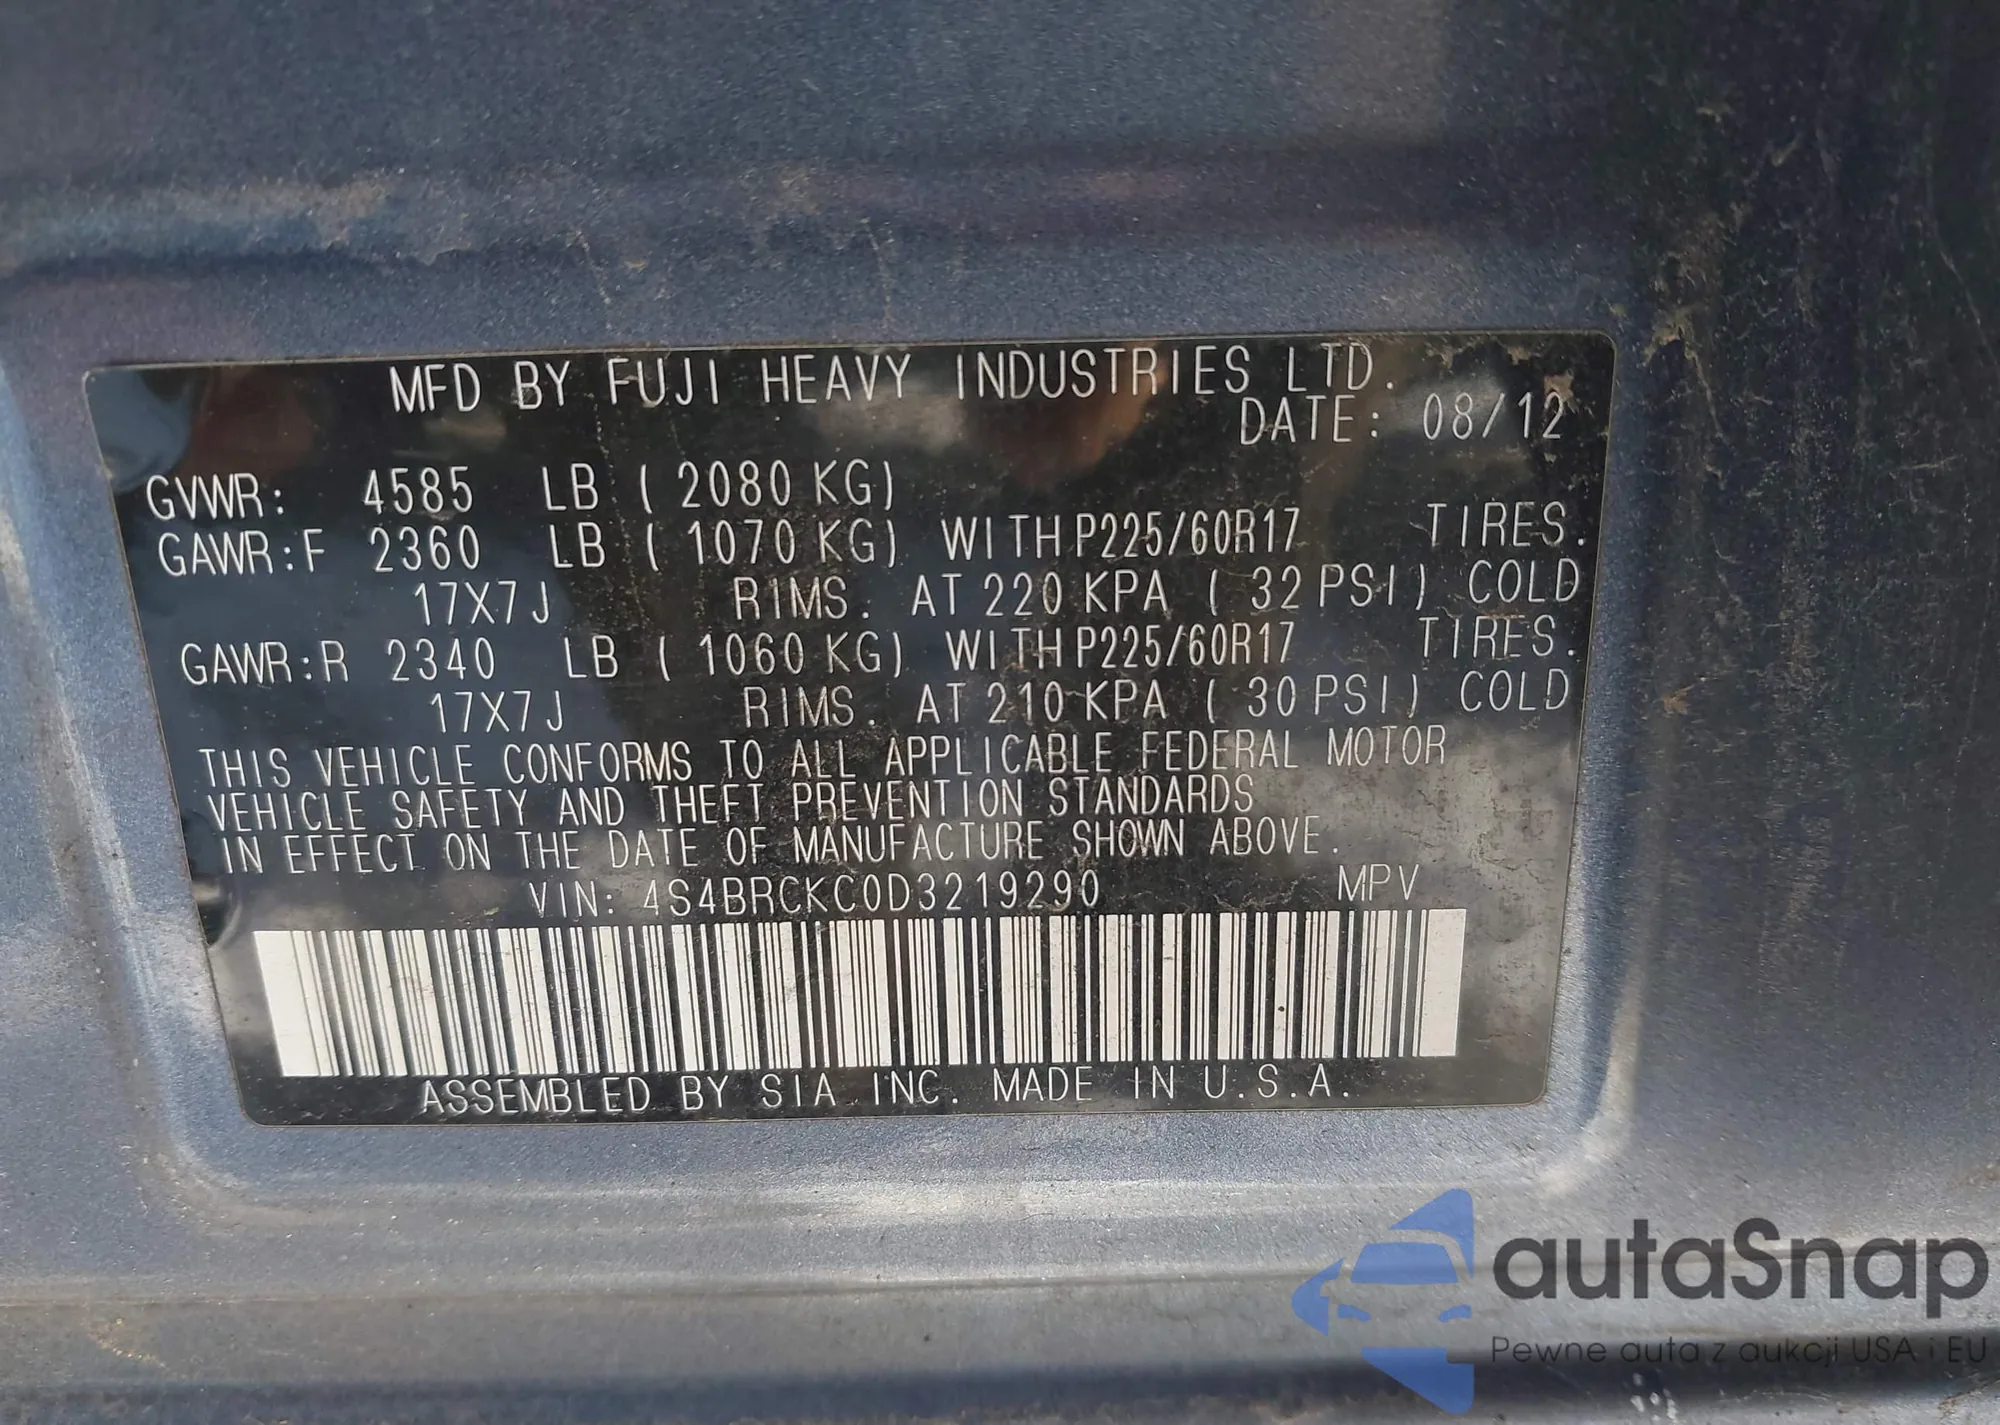 MFD BY FUJI HEAVY INDUSTRIES LTD.
DATE: 08/12
GVWR: 4585 LB ( 2080 KG)
GAWR:F 2360 LB ( 1070 KG) WITH P225/60R17 TIRES.
17X7J RIMS. AT 220 KPA ( 32 PSI) COLD
GAWR:R 2340 LB ( 1060 KG) WITH P225/60R17 TIRES.
17X7J RIMS. AT 210 KPA ( 30 PSI) COLD
THIS VEHICLE CONFORMS TO ALL APPLICABLE FEDERAL MOTOR
VEHICLE SAFETY AND THEFT PREVENTION STANDARDS
IN EFFECT ON THE DATE OF MANUFACTURE SHOWN ABOVE.
VIN: 4S4BRCKC0D3219290 MPV
ASSEMBLED BY SIA INC. MADE IN U.S.A.
autaSnap
Pewne auta z aukcji USA i EU